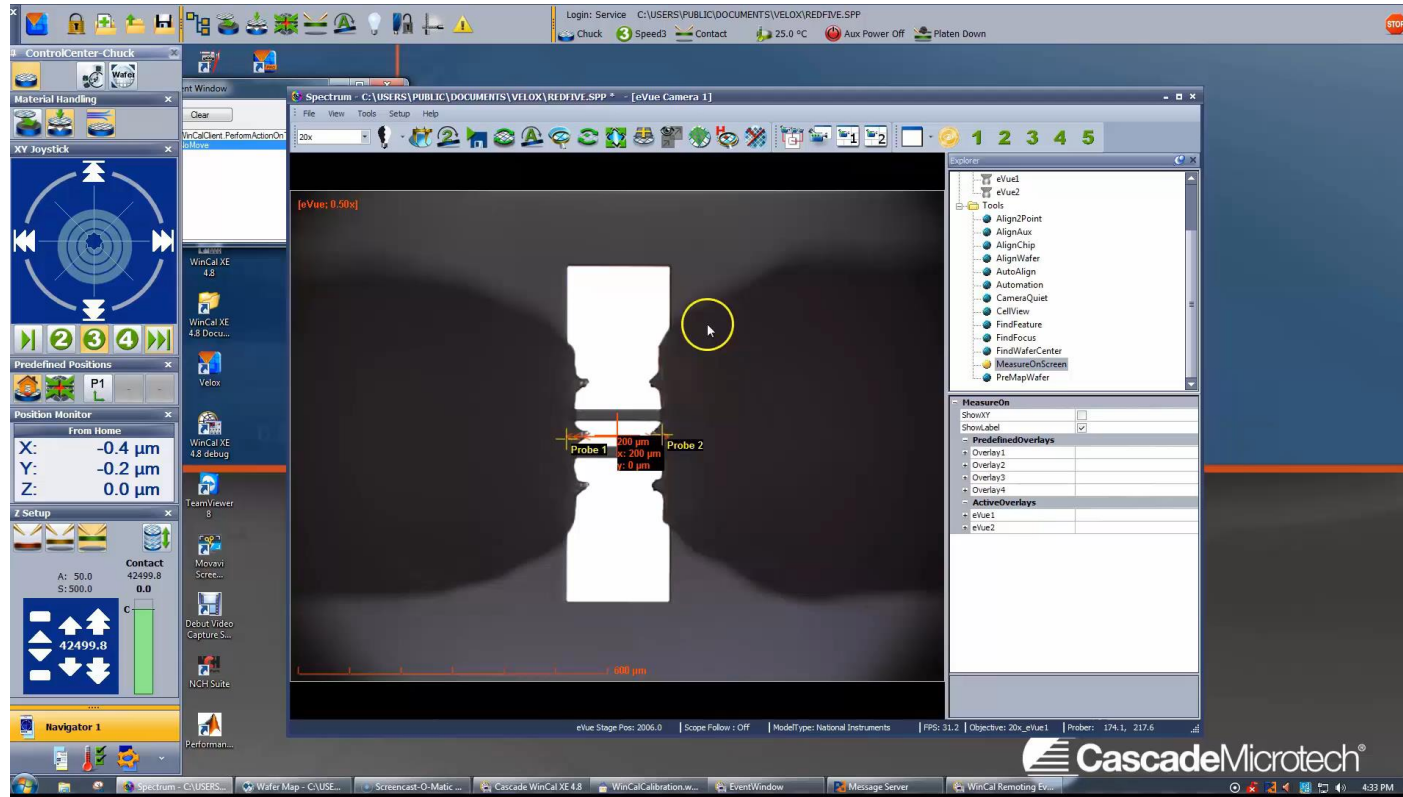 Login: Service C:\USERS\PUBLIC\DOCUMENTS\VELOX\REDFIVE.SPP
Chuck 3 Speed3 Contact 25.0 °C Aux Power Off Platen Down
STOP
ControlCenter-Chuck
Wafer
Material Handling
XY Joystick
2 3 4
Predefined Positions
P1
Position Monitor
From Home
X: -0.4 µm
Y: -0.2 µm
Z: 0.0 µm
Z Setup
Contact
A: 50.0 42499.8
S: 500.0 0.0
C
42499.8
Navigator 1
ent Window
Clear
WinCalClient PerformActionOn
NoMove
WinCal XE
4.8
WinCal XE
4.8 Docu...
Velox
WinCal XE
4.8 debug
TeamViewer
8
Movavi
Scree...
Debut Video
Capture S...
NCH Suite
Performan...
Spectrum - C:\USERS\PUBLIC\DOCUMENTS\VELOX\REDFIVE.SPP * - [eVue Camera 1]
File View Tools Setup Help
20x
1 2 1 2 3 4 5
[eVue; 0.50x]
Probe 1
200 µm
x: 200 µm
y: 0 µm
Probe 2
600 µm
Explorer
eVue1
eVue2
Tools
Align2Point
AlignAux
AlignChip
AlignWafer
AutoAlign
Automation
CameraQuiet
CellView
FindFeature
FindFocus
FindWaferCenter
MeasureOnScreen
PreMapWafer
MeasureOn
ShowXY
ShowLabel
PredefinedOverlays
Overlay1
Overlay2
Overlay3
Overlay4
ActiveOverlays
eVue1
eVue2
eVue Stage Pos: 2006.0 Scope Follow : Off ModelType: National Instruments FPS: 31.2 Objective: 20x_eVue1 Prober: 174.1, 217.6
CascadeMicrotech®
Spectrum - C:\USERS... Wafer Map - C:\USE... Screencast-O-Matic ... Cascade WinCal XE 4.8 WinCalCalibration.w... EventWindow Message Server WinCal Remoting Ev... 4:33 PM